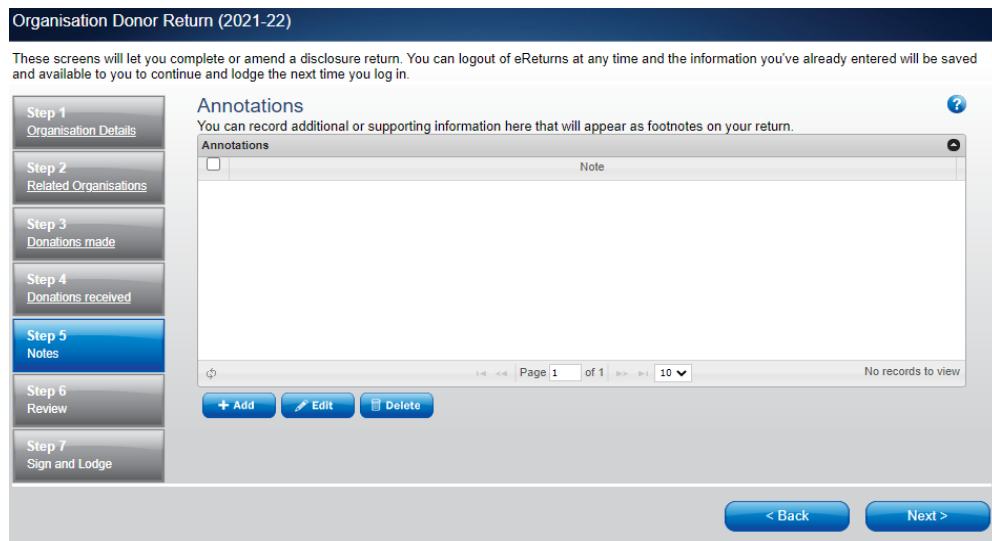 Organisation Donor Return (2021-22)
These screens will let you complete or amend a disclosure return. You can logout of eReturns at any time and the information you've already entered will be saved
and available to you to continue and lodge the next time you log in.
Step 1
Organisation Details
Step 2
Related Organisations
Step 3
Donations made
Step 4
Donations received
Step 5
Notes
Step 6
Review
Step 7
Sign and Lodge
Annotations
?
You can record additional or supporting information here that will appear as footnotes on your return.
Annotations
Note
Page 1 of 1 10 No records to view
+ Add Edit Delete
< Back Next >